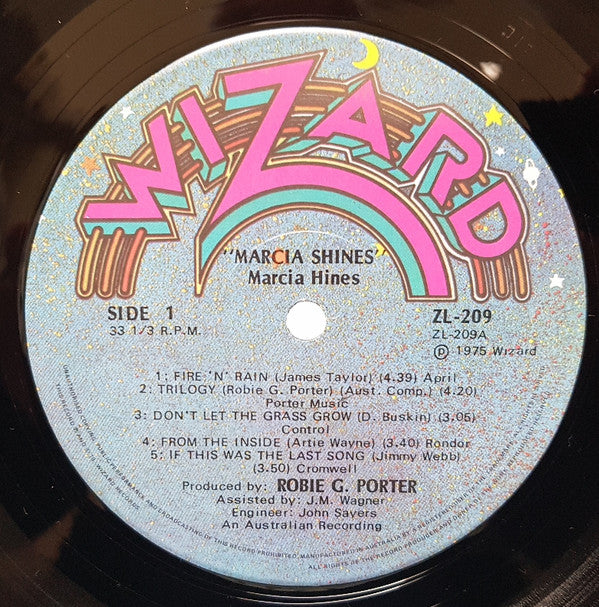 WIZARD
"MARCIA SHINES"
Marcia Hines
SIDE 1
33 1/3 R.P.M.
ZL-209
ZL-209A
Ⓟ 1975 Wizard
1: FIRE 'N' RAIN (James Taylor) (4.39) April
2: TRILOGY (Robie G. Porter) (Aust. Comp.) (4.20)
Porter Music
3: DON'T LET THE GRASS GROW (D. Buskin) (3.05)
Control
4: FROM THE INSIDE (Artie Wayne) (3.40) Rondor
5: IF THIS WAS THE LAST SONG (Jimmy Webb)
(3.50) Cromwell
Produced by: ROBIE G. PORTER
Assisted by: J.M. Wagner
Engineer: John Sayers
An Australian Recording
ALL RIGHTS OF THE